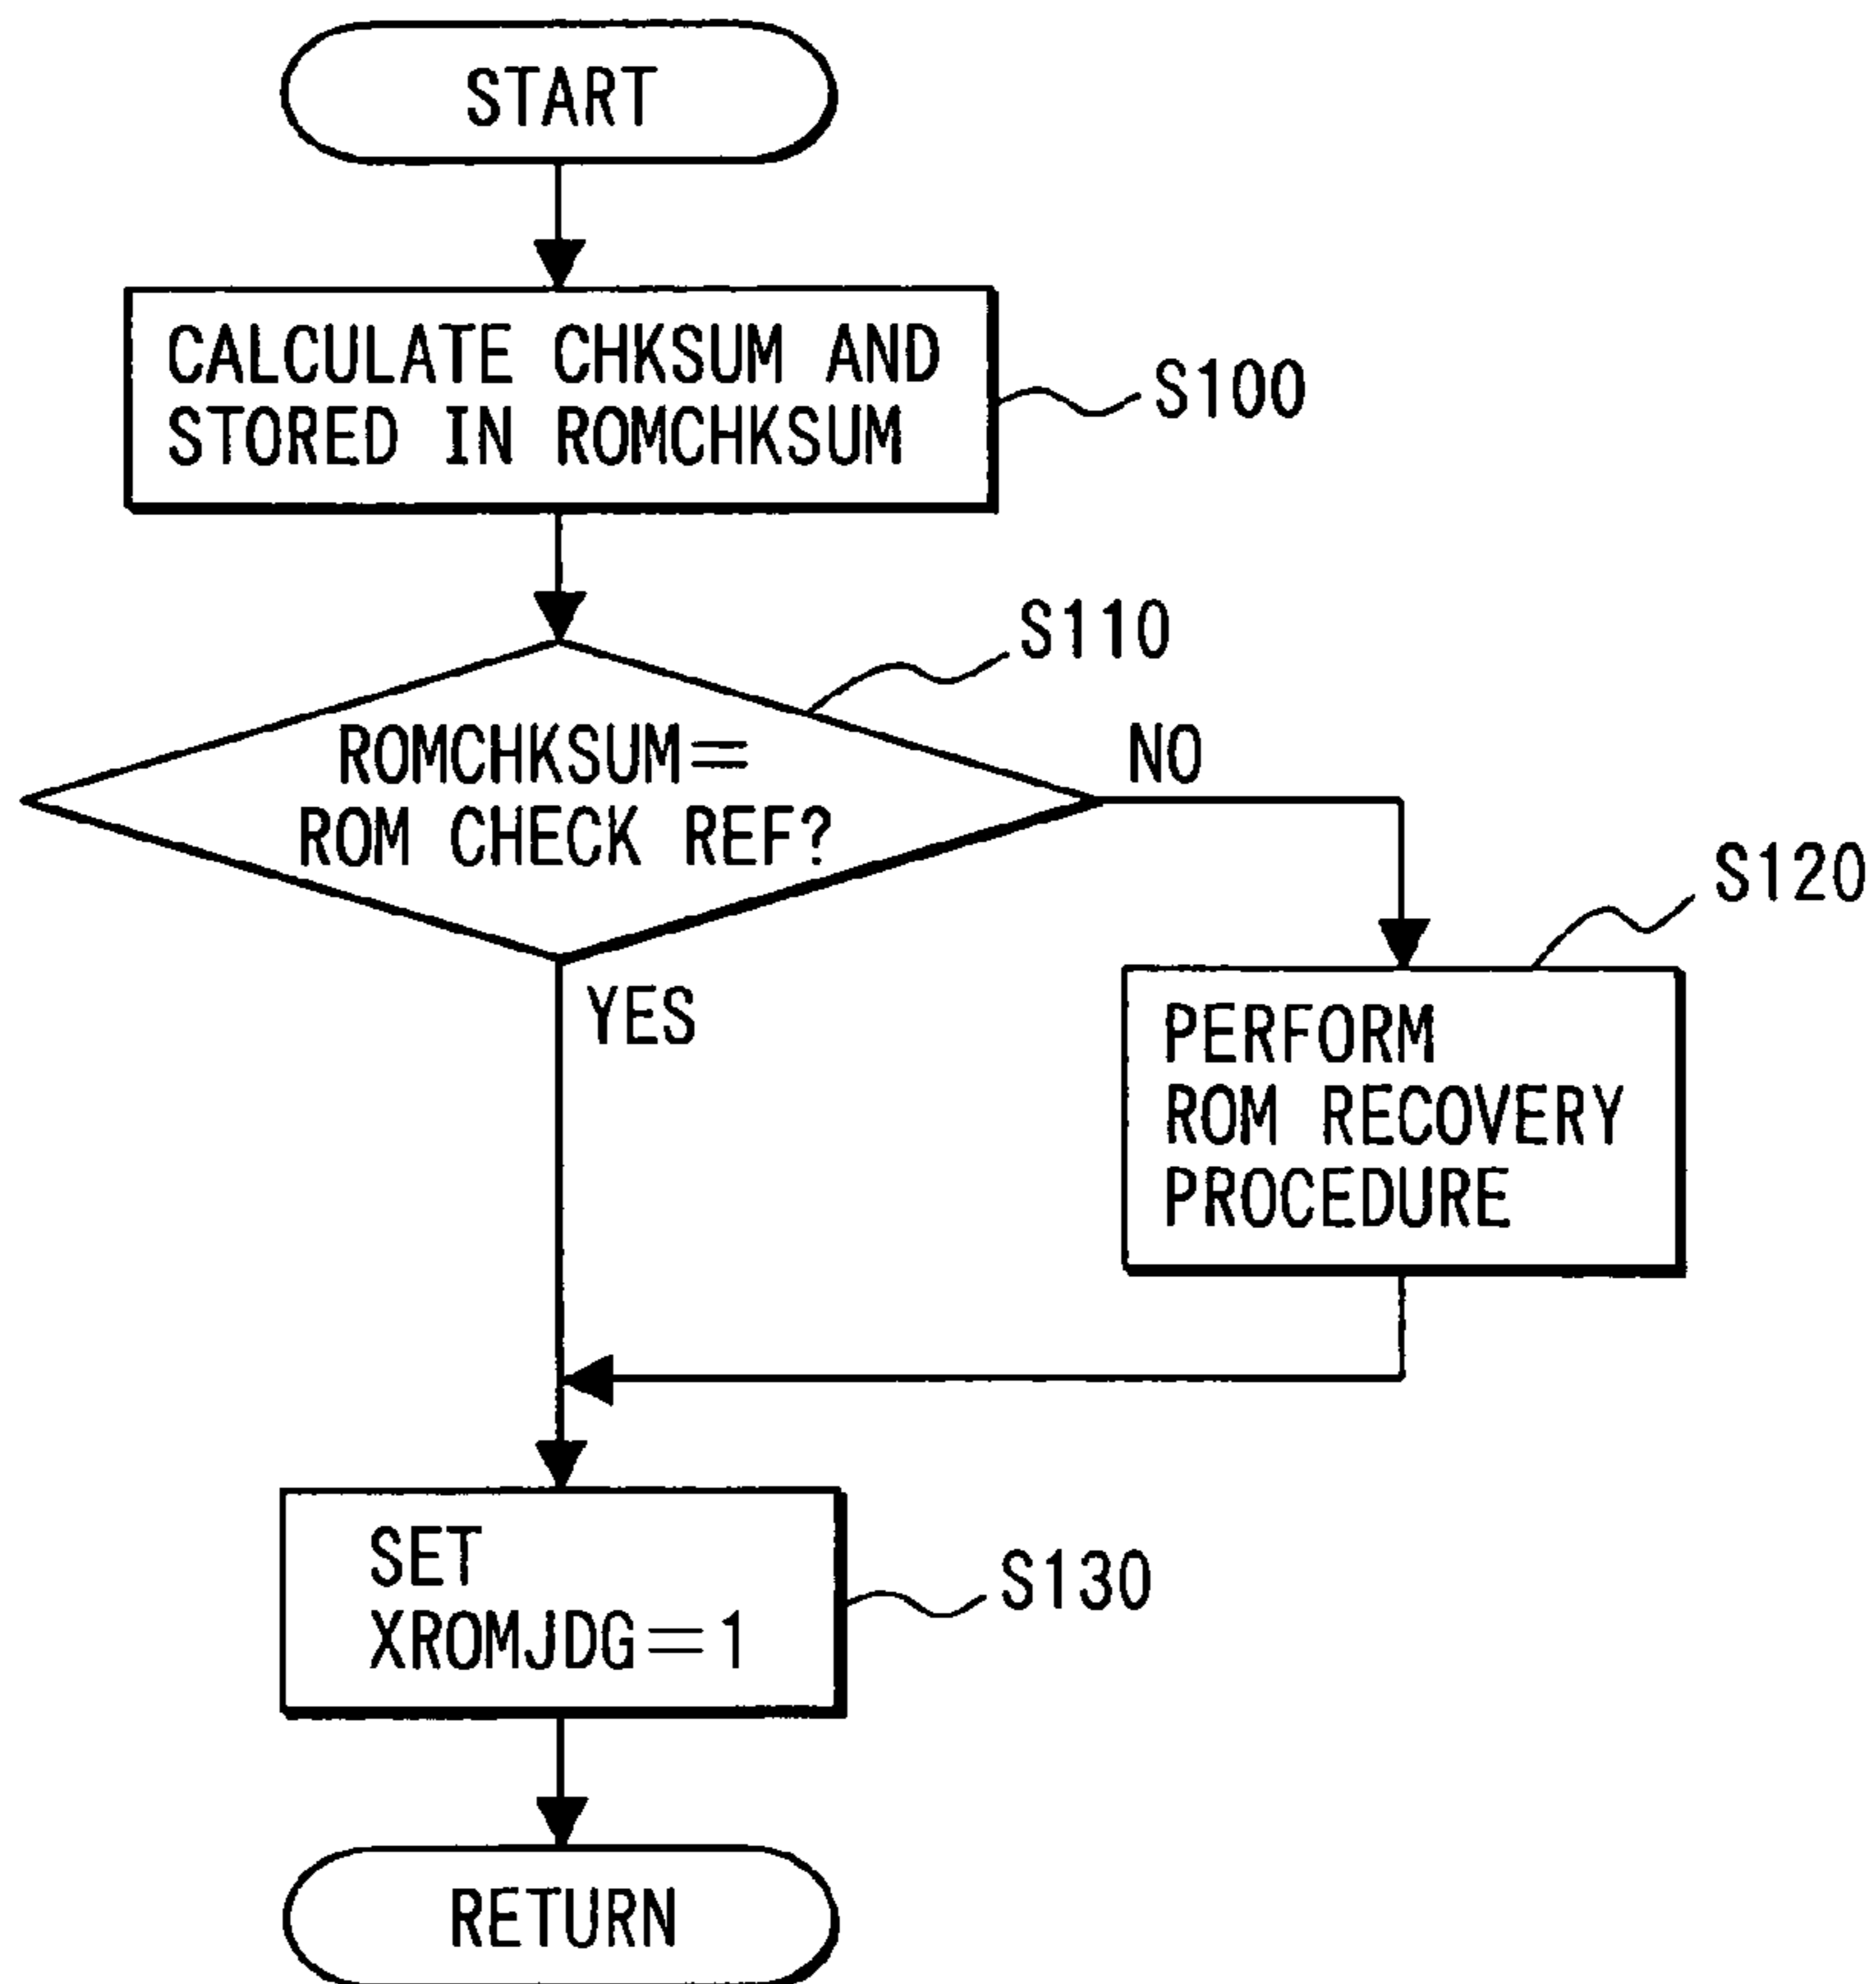 START
CALCULATE CHKSUM AND
STORED IN ROMCHKSUM
S100
S110
ROMCHKSUM=
ROM CHECK REF?
NO
YES
S120
PERFORM
ROM RECOVERY
PROCEDURE
SET
XROMJDG=1
S130
RETURN